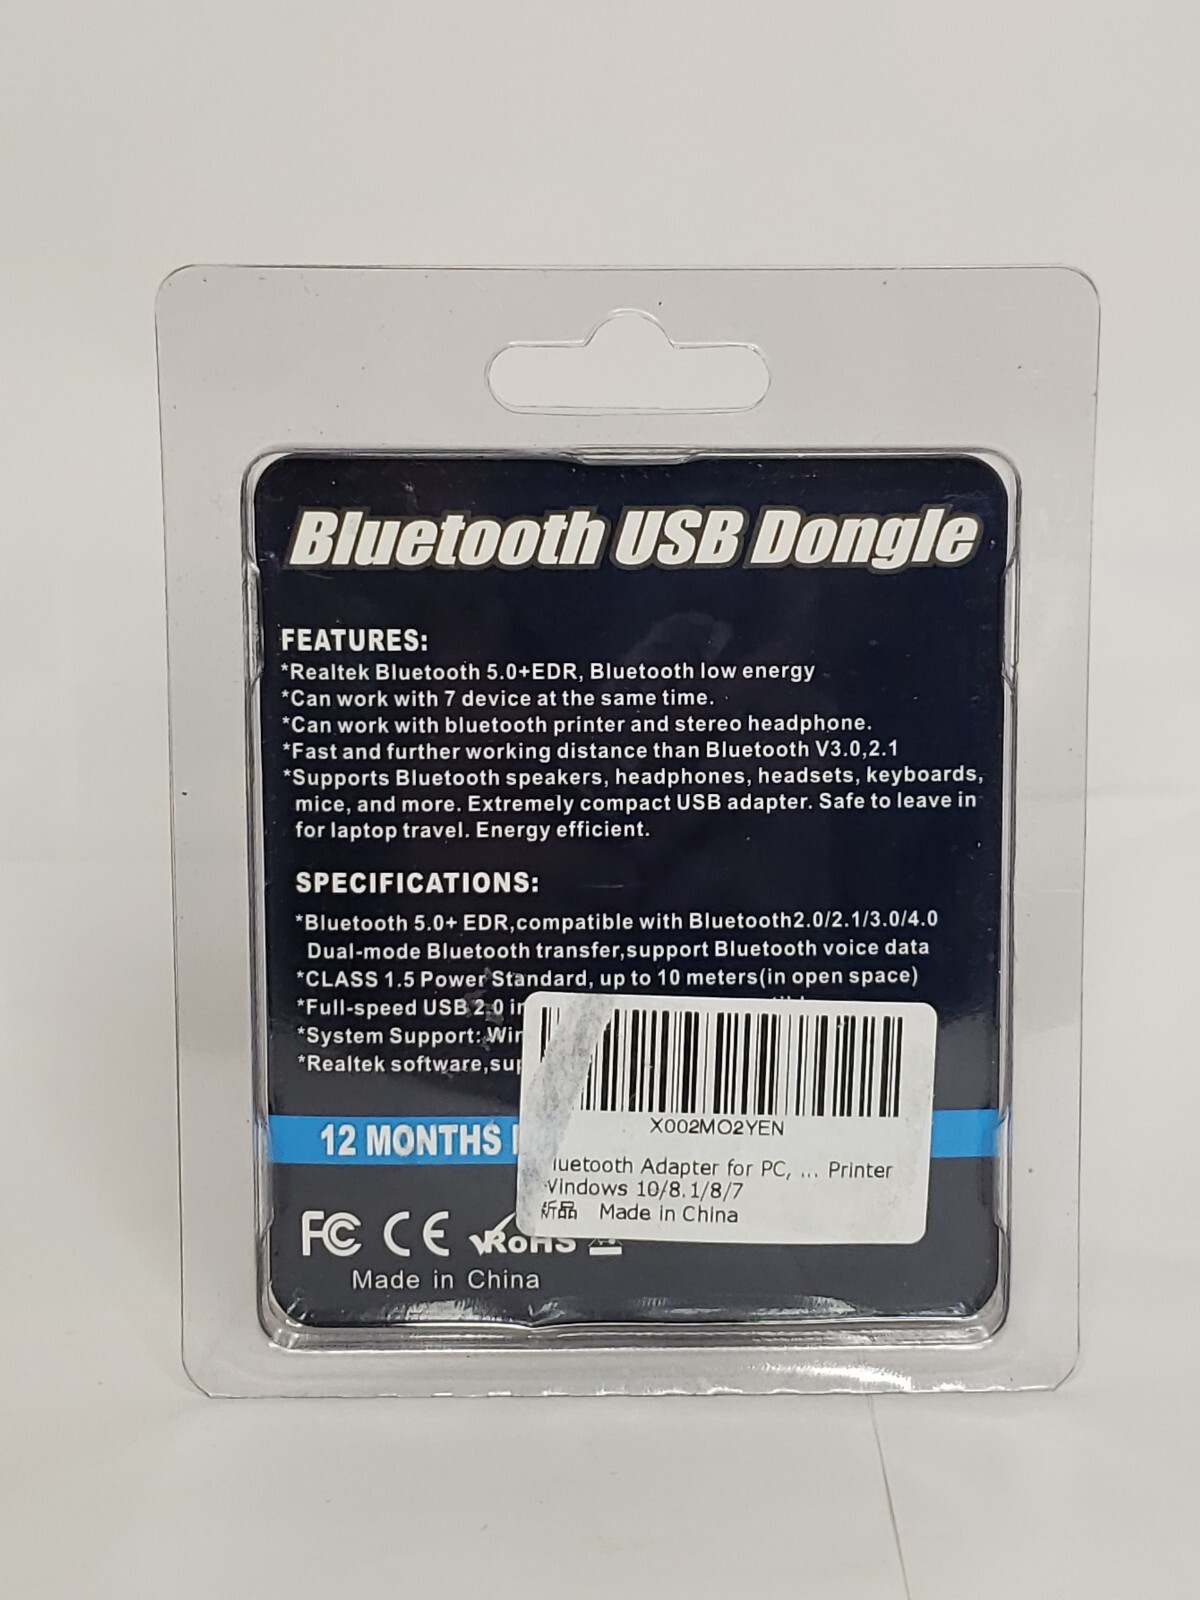 Bluetooth USB Dongle
FEATURES:
*Realtek Bluetooth 5.0+EDR, Bluetooth low energy
*Can work with 7 device at the same time.
*Can work with bluetooth printer and stereo headphone.
*Fast and further working distance than Bluetooth V3.0,2.1
*Supports Bluetooth speakers, headphones, headsets, keyboards,
mice, and more. Extremely compact USB adapter. Safe to leave in
for laptop travel. Energy efficient.
SPECIFICATIONS:
*Bluetooth 5.0+ EDR,compatible with Bluetooth2.0/2.1/3.0/4.0
Dual-mode Bluetooth transfer,support Bluetooth voice data
*CLASS 1.5 Power Standard, up to 10 meters(in open space)
*Full-speed USB 2.0
*System Support:
*Realtek software,
12 MONTHS
X002MO2YEN
luetooth Adapter for PC, ... Printer
Windows 10/8.1/8/7
新品 Made in China
FC CE RoHS
Made in China